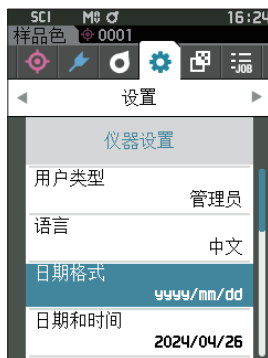 SCI M0 16:24
样品色 0001
-JOB
设置
仪器设置
用户类型
管理员
语言
中文
日期格式
yyyy/mm/dd
日期和时间
2024/04/26